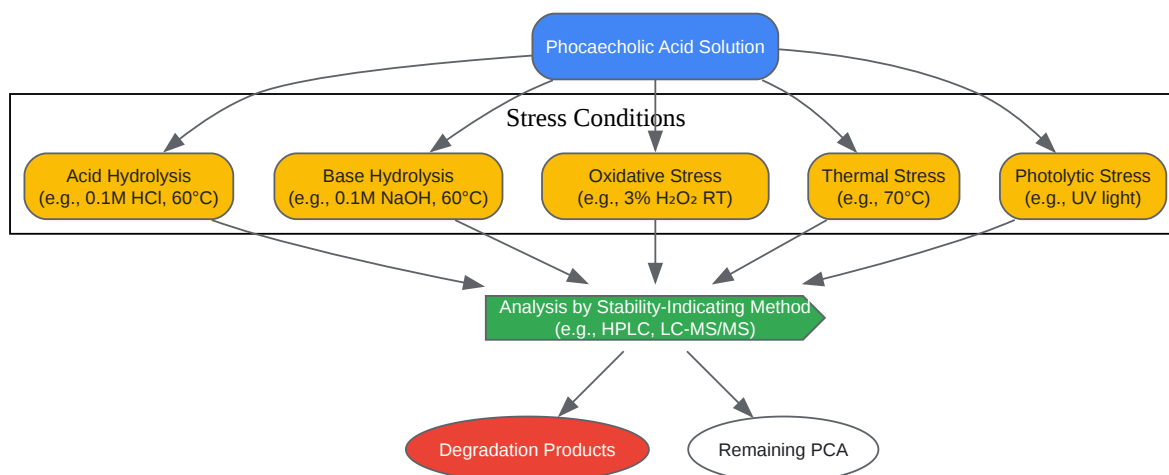 Phocaecholic Acid Solution
Stress Conditions
Acid Hydrolysis
(e.g., 0.1M HCl, 60°C)
Base Hydrolysis
(e.g., 0.1M NaOH, 60°C)
Oxidative Stress
(e.g., 3% H₂O₂ RT)
Thermal Stress
(e.g., 70°C)
Photolytic Stress
(e.g., UV light)
Analysis by Stability-Indicating Method
(e.g., HPLC, LC-MS/MS)
Degradation Products
Remaining PCA